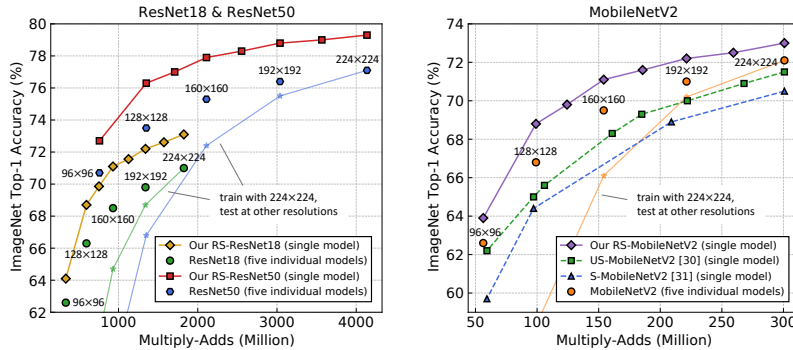 ResNet18 & ResNet50
ImageNet Top-1 Accuracy (%)
80
78
76
74
72
70
68
66
64
62
224×224
192×192
160×160
128×128
96×96
224×224
192×192
160×160
128×128
96×96
train with 224×224,
test at other resolutions
Our RS-ResNet18 (single model)
ResNet18 (five individual models)
Our RS-ResNet50 (single model)
ResNet50 (five individual models)
1000
2000
3000
4000
Multiply-Adds (Million)
MobileNetV2
ImageNet Top-1 Accuracy (%)
74
72
70
68
66
64
62
60
224×224
192×192
160×160
128×128
96×96
train with 224×224,
test at other resolutions
Our RS-MobileNetV2 (single model)
US-MobileNetV2 [30] (single model)
S-MobileNetV2 [31] (single model)
MobileNetV2 (five individual models)
50
100
150
200
250
300
Multiply-Adds (Million)